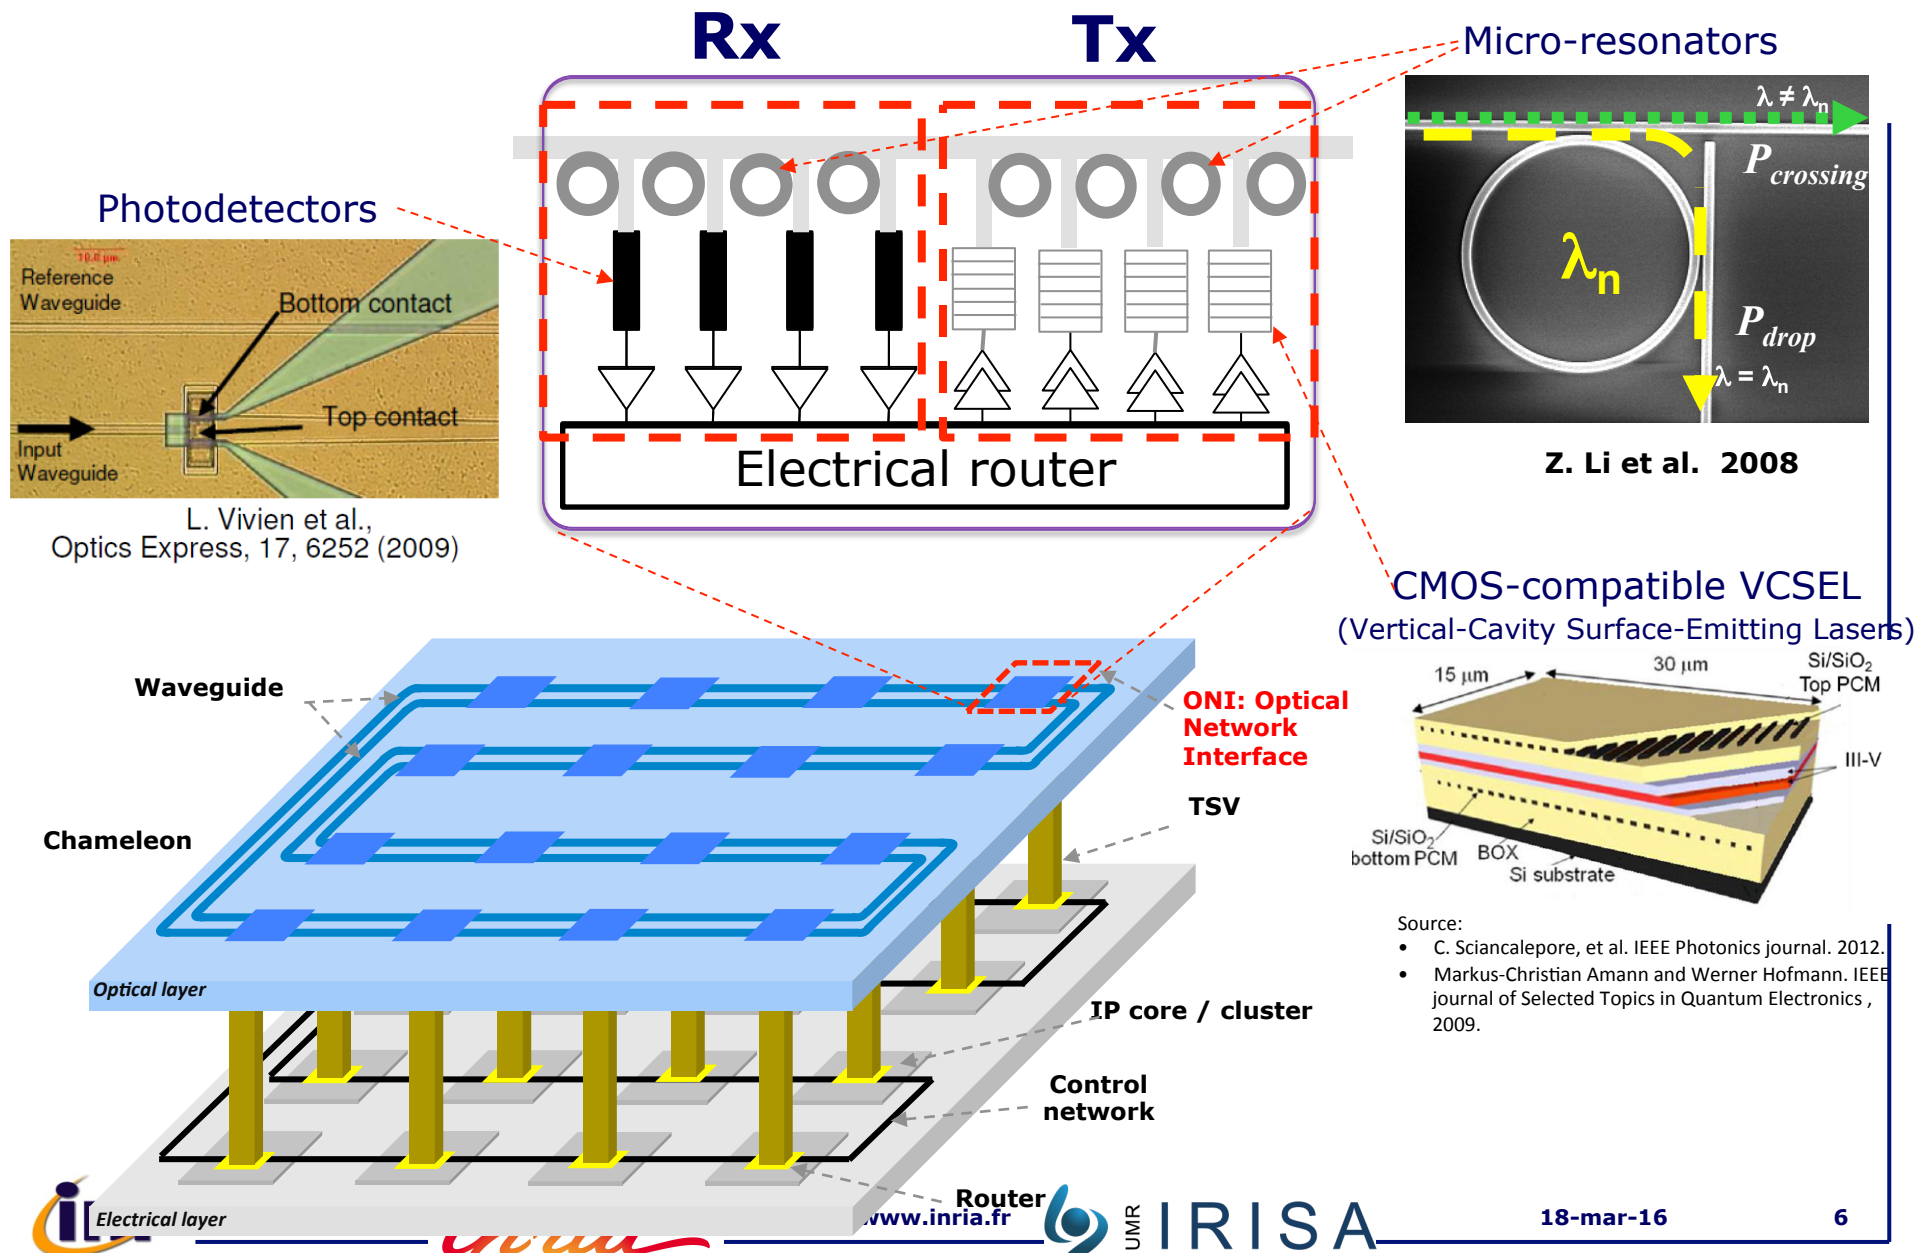 Rx
Tx
Micro-resonators
λ ≠ λn
Pcrossing
λn
Pdrop
λ = λn
Z. Li et al.  2008
Photodetectors
10.0 µm
Reference
Waveguide
Bottom contact
Top contact
Input
Waveguide
L. Vivien et al.,
Optics Express, 17, 6252 (2009)
Electrical router
CMOS-compatible VCSEL
(Vertical-Cavity Surface-Emitting Lasers)
15 µm
30 µm
Si/SiO2
Top PCM
III-V
Si/SiO2
bottom PCM
BOX
Si substrate
Source:
• C. Sciancalepore, et al. IEEE Photonics journal. 2012.
• Markus-Christian Amann and Werner Hofmann. IEEE
journal of Selected Topics in Quantum Electronics ,
2009.
Waveguide
ONI: Optical
Network
Interface
TSV
Chameleon
Optical layer
IP core / cluster
Control
network
Router
Electrical layer
www.inria.fr
UMR
IRISA
18-mar-16
6